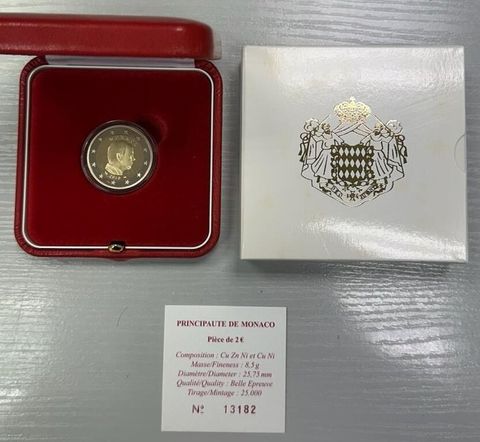 MONACO
PRINCIPAUTE DE MONACO
Pièce de 2 €
Composition : Cu Zn Ni et Cu Ni
Masse/Fineness : 8,5 g
Diamètre/Diameter : 25,75 mm
Qualité/Quality : Belle Epreuve
Tirage/Mintage : 25.000
Nº 13182